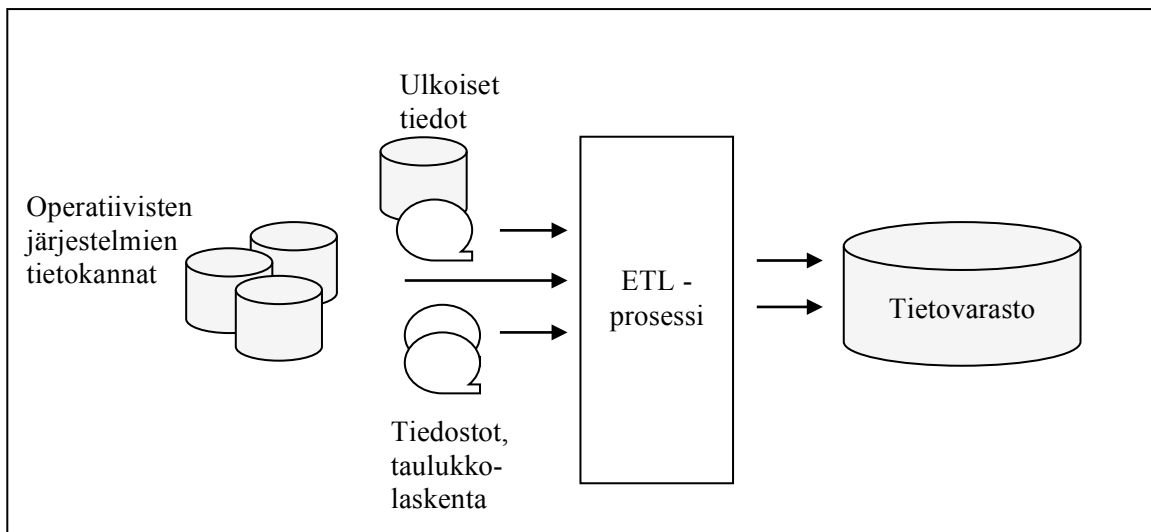 Ulkoiset
tiedot
Operatiivisten
järjestelmien
tietokannat
ETL -
prosessi
Tietovarasto
Tiedostot,
taulukko-
laskenta